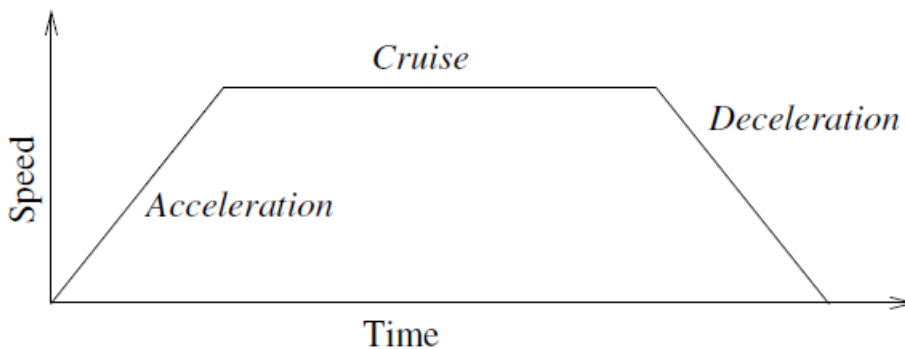 Cruise
Deceleration
Speed
Acceleration
Time